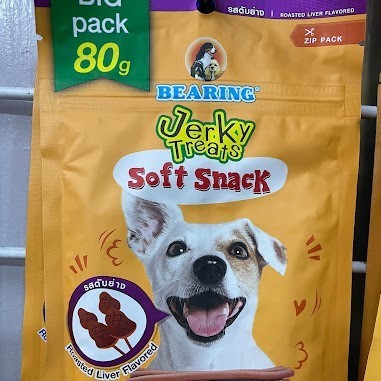 BIG
pack
80g
รสตับย่าง
ROASTED LIVER FLAVORED
ZIP PACK
BEARING®
Jerky
Treats
Soft Snack
รสตับย่าง
Roasted Liver Flavored